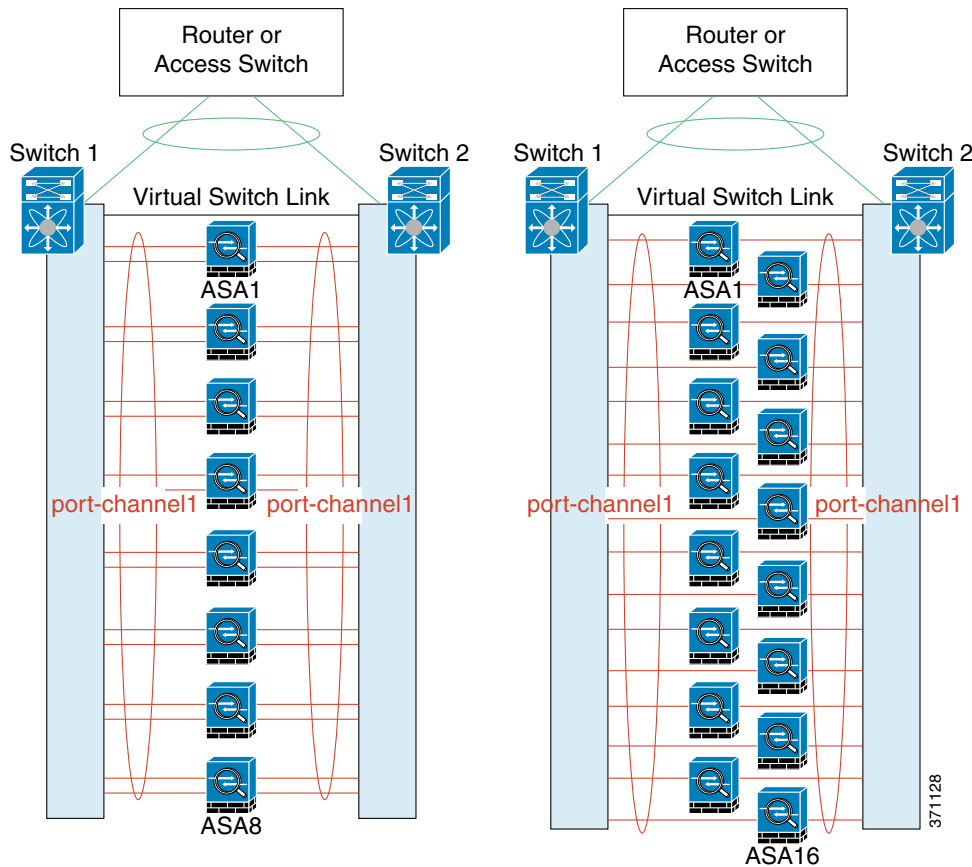 Router or
Access Switch
Switch 1
Switch 2
Virtual Switch Link
ASA1
port-channel1
port-channel1
ASA8
Router or
Access Switch
Switch 1
Switch 2
Virtual Switch Link
ASA1
port-channel1
port-channel1
ASA16
371128